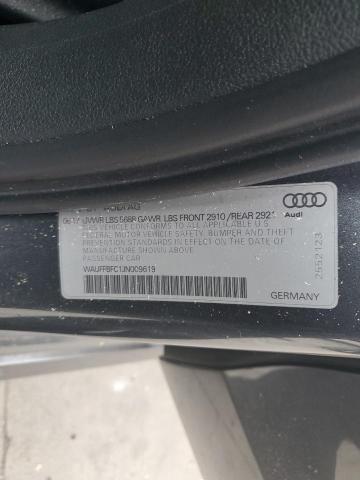 AUDI AG
GVWR LBS 5688 GAWR LBS FRONT 2910 / REAR 2921
THIS VEHICLE CONFORMS TO ALL APPLICABLE U.S.
FEDERAL MOTOR VEHICLE SAFETY, BUMPER AND THEFT
PREVENTION STANDARDS IN EFFECT ON THE DATE OF
MANUFACTURE SHOWN ABOVE.
PASSENGER CAR
WAUFFBFC1JN009619
Audi
2552123
GERMANY